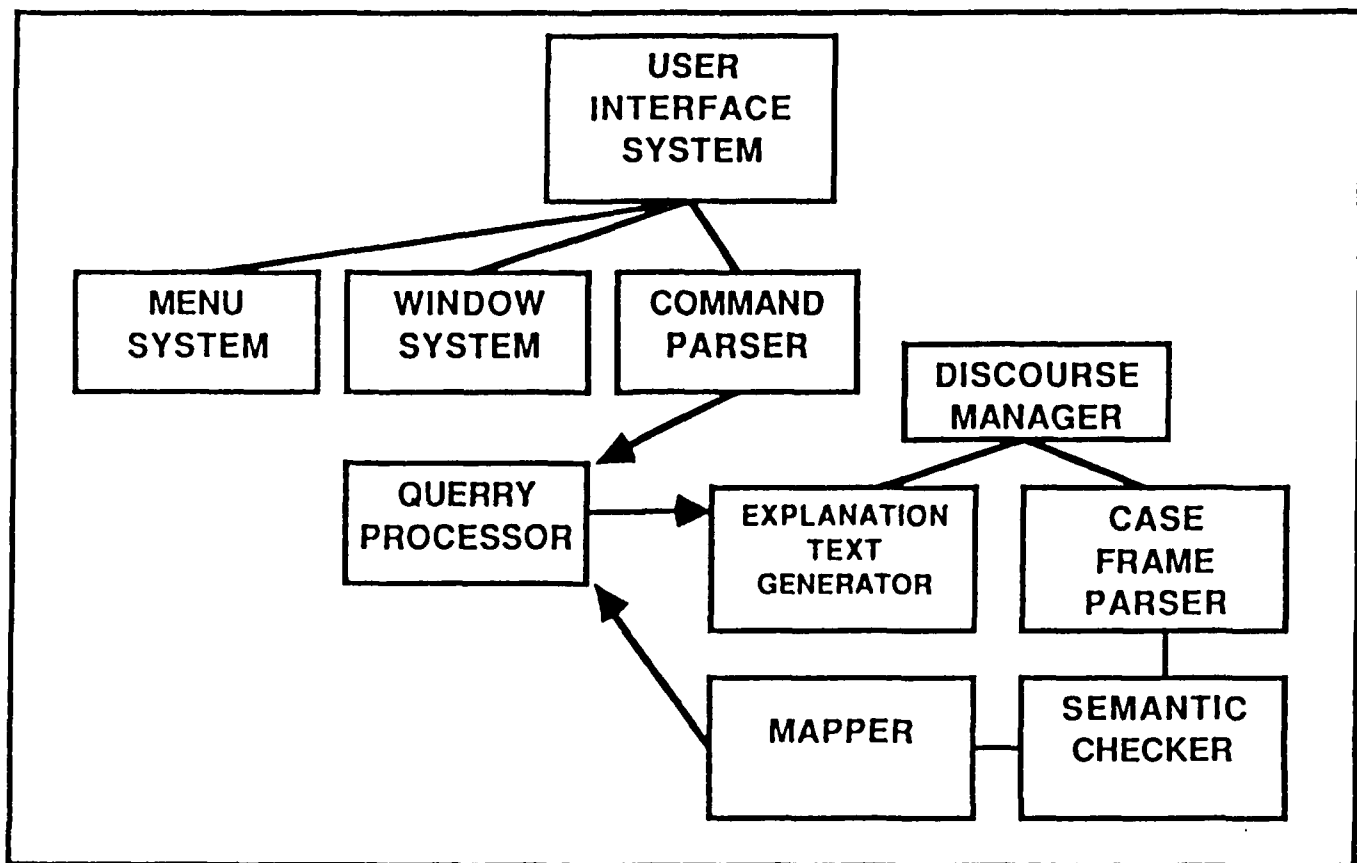 USER
INTERFACE
SYSTEM
MENU
SYSTEM
WINDOW
SYSTEM
COMMAND
PARSER
DISCOURSE
MANAGER
QUERRY
PROCESSOR
EXPLANATION
TEXT
GENERATOR
CASE
FRAME
PARSER
MAPPER
SEMANTIC
CHECKER